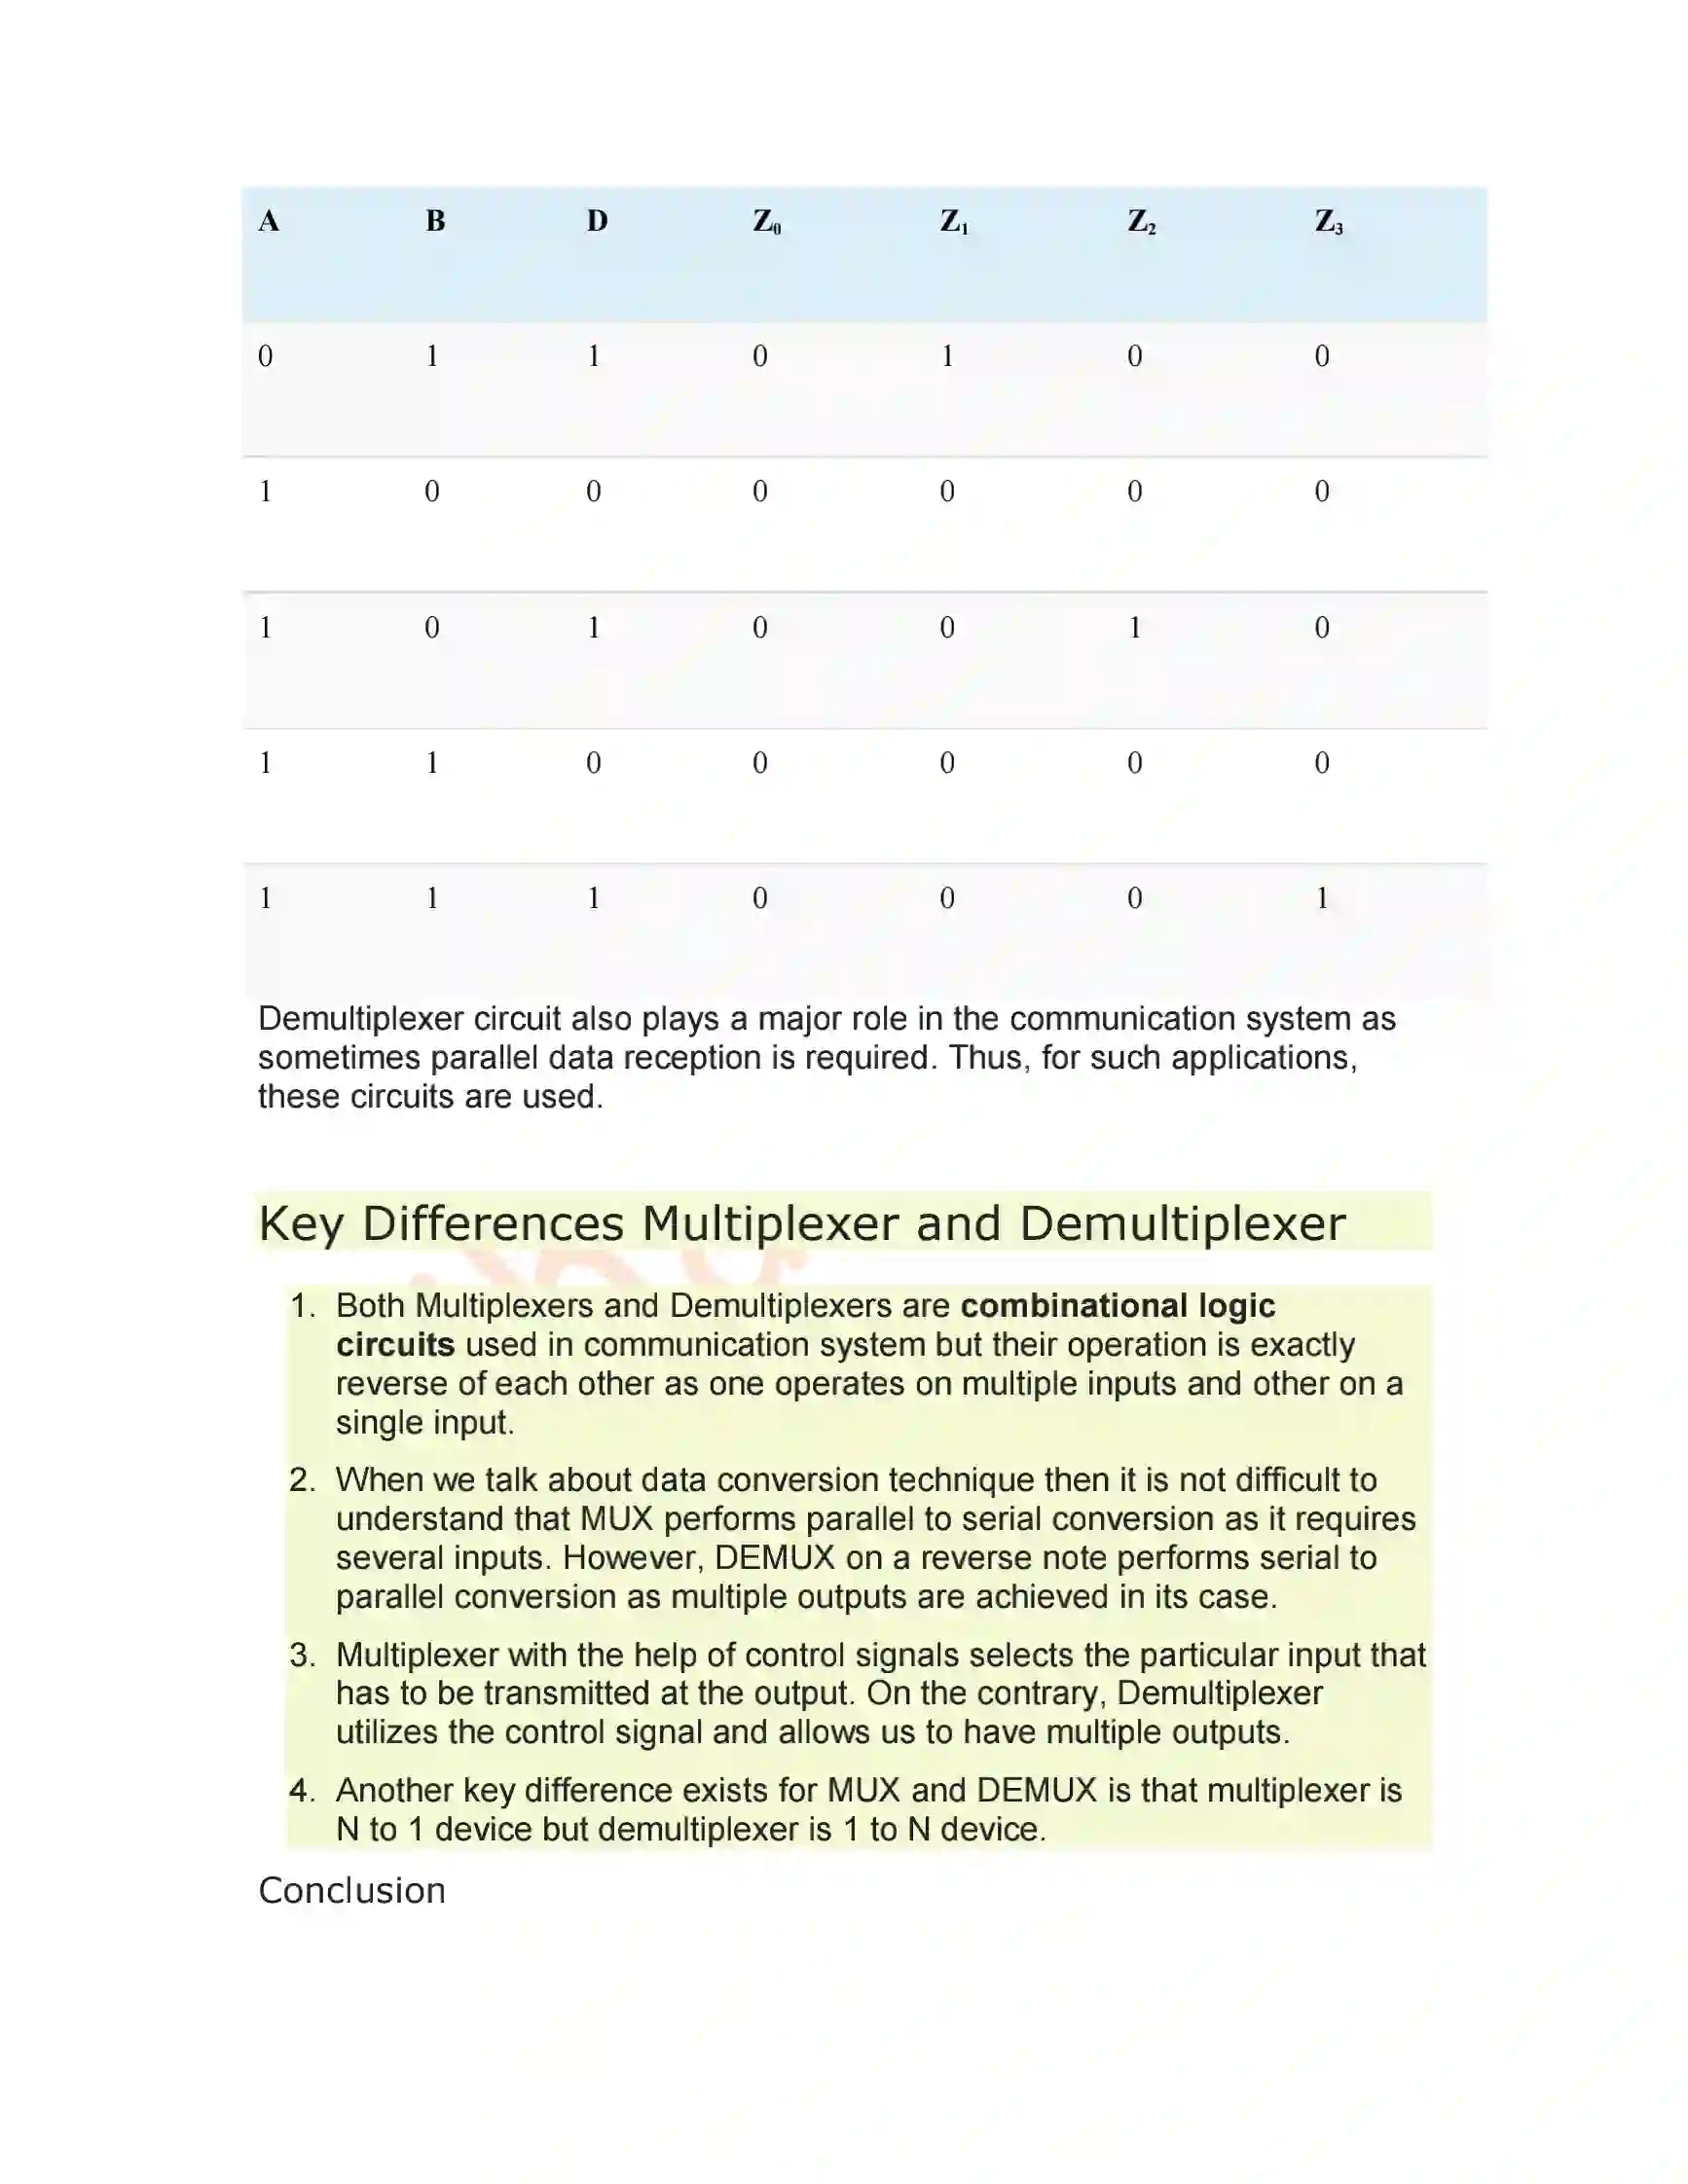 A B D Z₀ Z₁ Z₂ Z₃
0 1 1 0 1 0 0
1 0 0 0 0 0 0
1 0 1 0 0 1 0
1 1 0 0 0 0 0
1 1 1 0 0 0 1
Demultiplexer circuit also plays a major role in the communication system as
sometimes parallel data reception is required. Thus, for such applications,
these circuits are used.
Key Differences Multiplexer and Demultiplexer
1. Both Multiplexers and Demultiplexers are combinational logic
circuits used in communication system but their operation is exactly
reverse of each other as one operates on multiple inputs and other on a
single input.
2. When we talk about data conversion technique then it is not difficult to
understand that MUX performs parallel to serial conversion as it requires
several inputs. However, DEMUX on a reverse note performs serial to
parallel conversion as multiple outputs are achieved in its case.
3. Multiplexer with the help of control signals selects the particular input that
has to be transmitted at the output. On the contrary, Demultiplexer
utilizes the control signal and allows us to have multiple outputs.
4. Another key difference exists for MUX and DEMUX is that multiplexer is
N to 1 device but demultiplexer is 1 to N device.
Conclusion